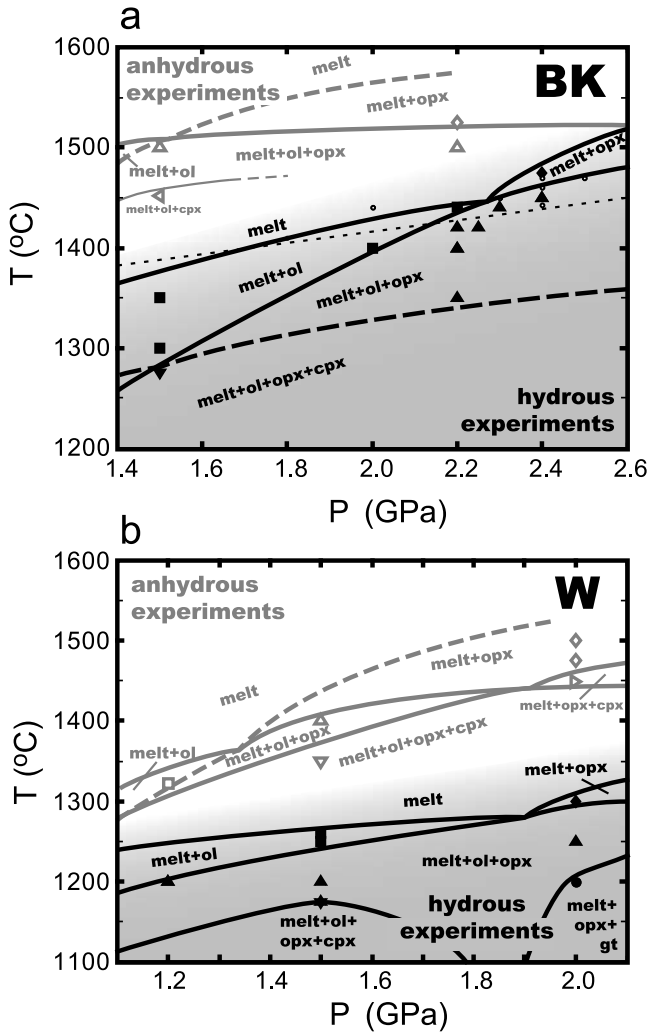 a
1600
anhydrous
experiments
melt
BK
melt+opx
1500
melt+opx
melt+ol+opx
melt+ol
melt+ol+cpx
T (ºC)
1400
melt
melt+ol
melt+ol+opx
1300
melt+ol+opx+cpx
hydrous
experiments
1200
1.4
1.6
1.8
2.0
2.2
2.4
2.6
P (GPa)
b
1600
anhydrous
experiments
W
1500
melt+opx
melt
melt+opx+cpx
1400
melt+ol
melt+ol+opx
melt+ol+opx+cpx
T (ºC)
1300
melt+opx
melt
melt+ol
melt+ol+opx
1200
hydrous
experiments
melt+ol+
opx+cpx
melt+
opx+
gt
1100
1.2
1.4
1.6
1.8
2.0
P (GPa)